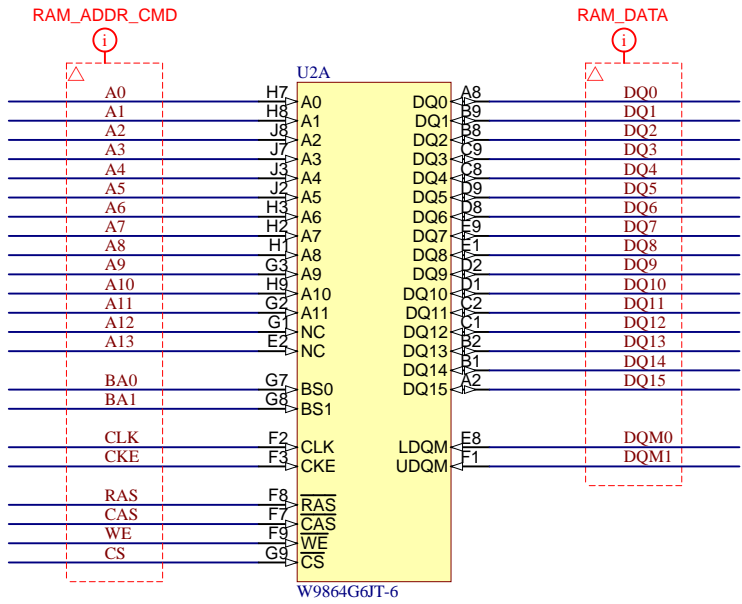 RAM_ADDR_CMD RAM_DATA
i i
U2A
A0 H7 A0 DQ0 A8 DQ0
A1 H8 A1 DQ1 B9 DQ1
A2 J8 A2 DQ2 B8 DQ2
A3 J7 A3 DQ3 C9 DQ3
A4 J3 A4 DQ4 C8 DQ4
A5 J2 A5 DQ5 D9 DQ5
A6 H3 A6 DQ6 D8 DQ6
A7 H2 A7 DQ7 E9 DQ7
A8 H1 A8 DQ8 E1 DQ8
A9 G3 A9 DQ9 D2 DQ9
A10 H9 A10 DQ10 D1 DQ10
A11 G2 A11 DQ11 C2 DQ11
A12 G1 NC DQ12 C1 DQ12
A13 E2 NC DQ13 B2 DQ13
DQ14 B1 DQ14
BA0 G7 BS0 DQ15 A2 DQ15
BA1 G8 BS1
CLK F2 CLK LDQM E8 DQM0
CKE F3 CKE UDQM F1 DQM1
RAS F8 RAS
CAS F7 CAS
WE F9 WE
CS G9 CS
W9864G6JT-6